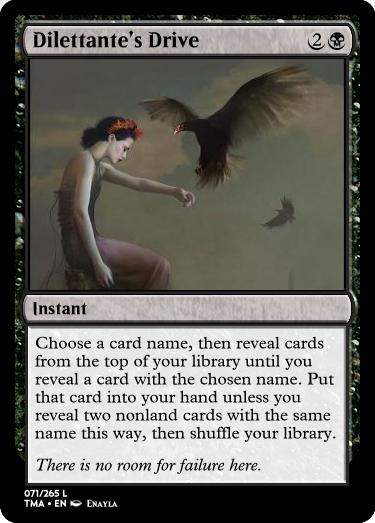 Dilettante's Drive 2
Instant
Choose a card name, then reveal cards
from the top of your library until you
reveal a card with the chosen name. Put
that card into your hand unless you
reveal two nonland cards with the same
name this way, then shuffle your library.
There is no room for failure here.
071/265 L
TMA • EN Enayla